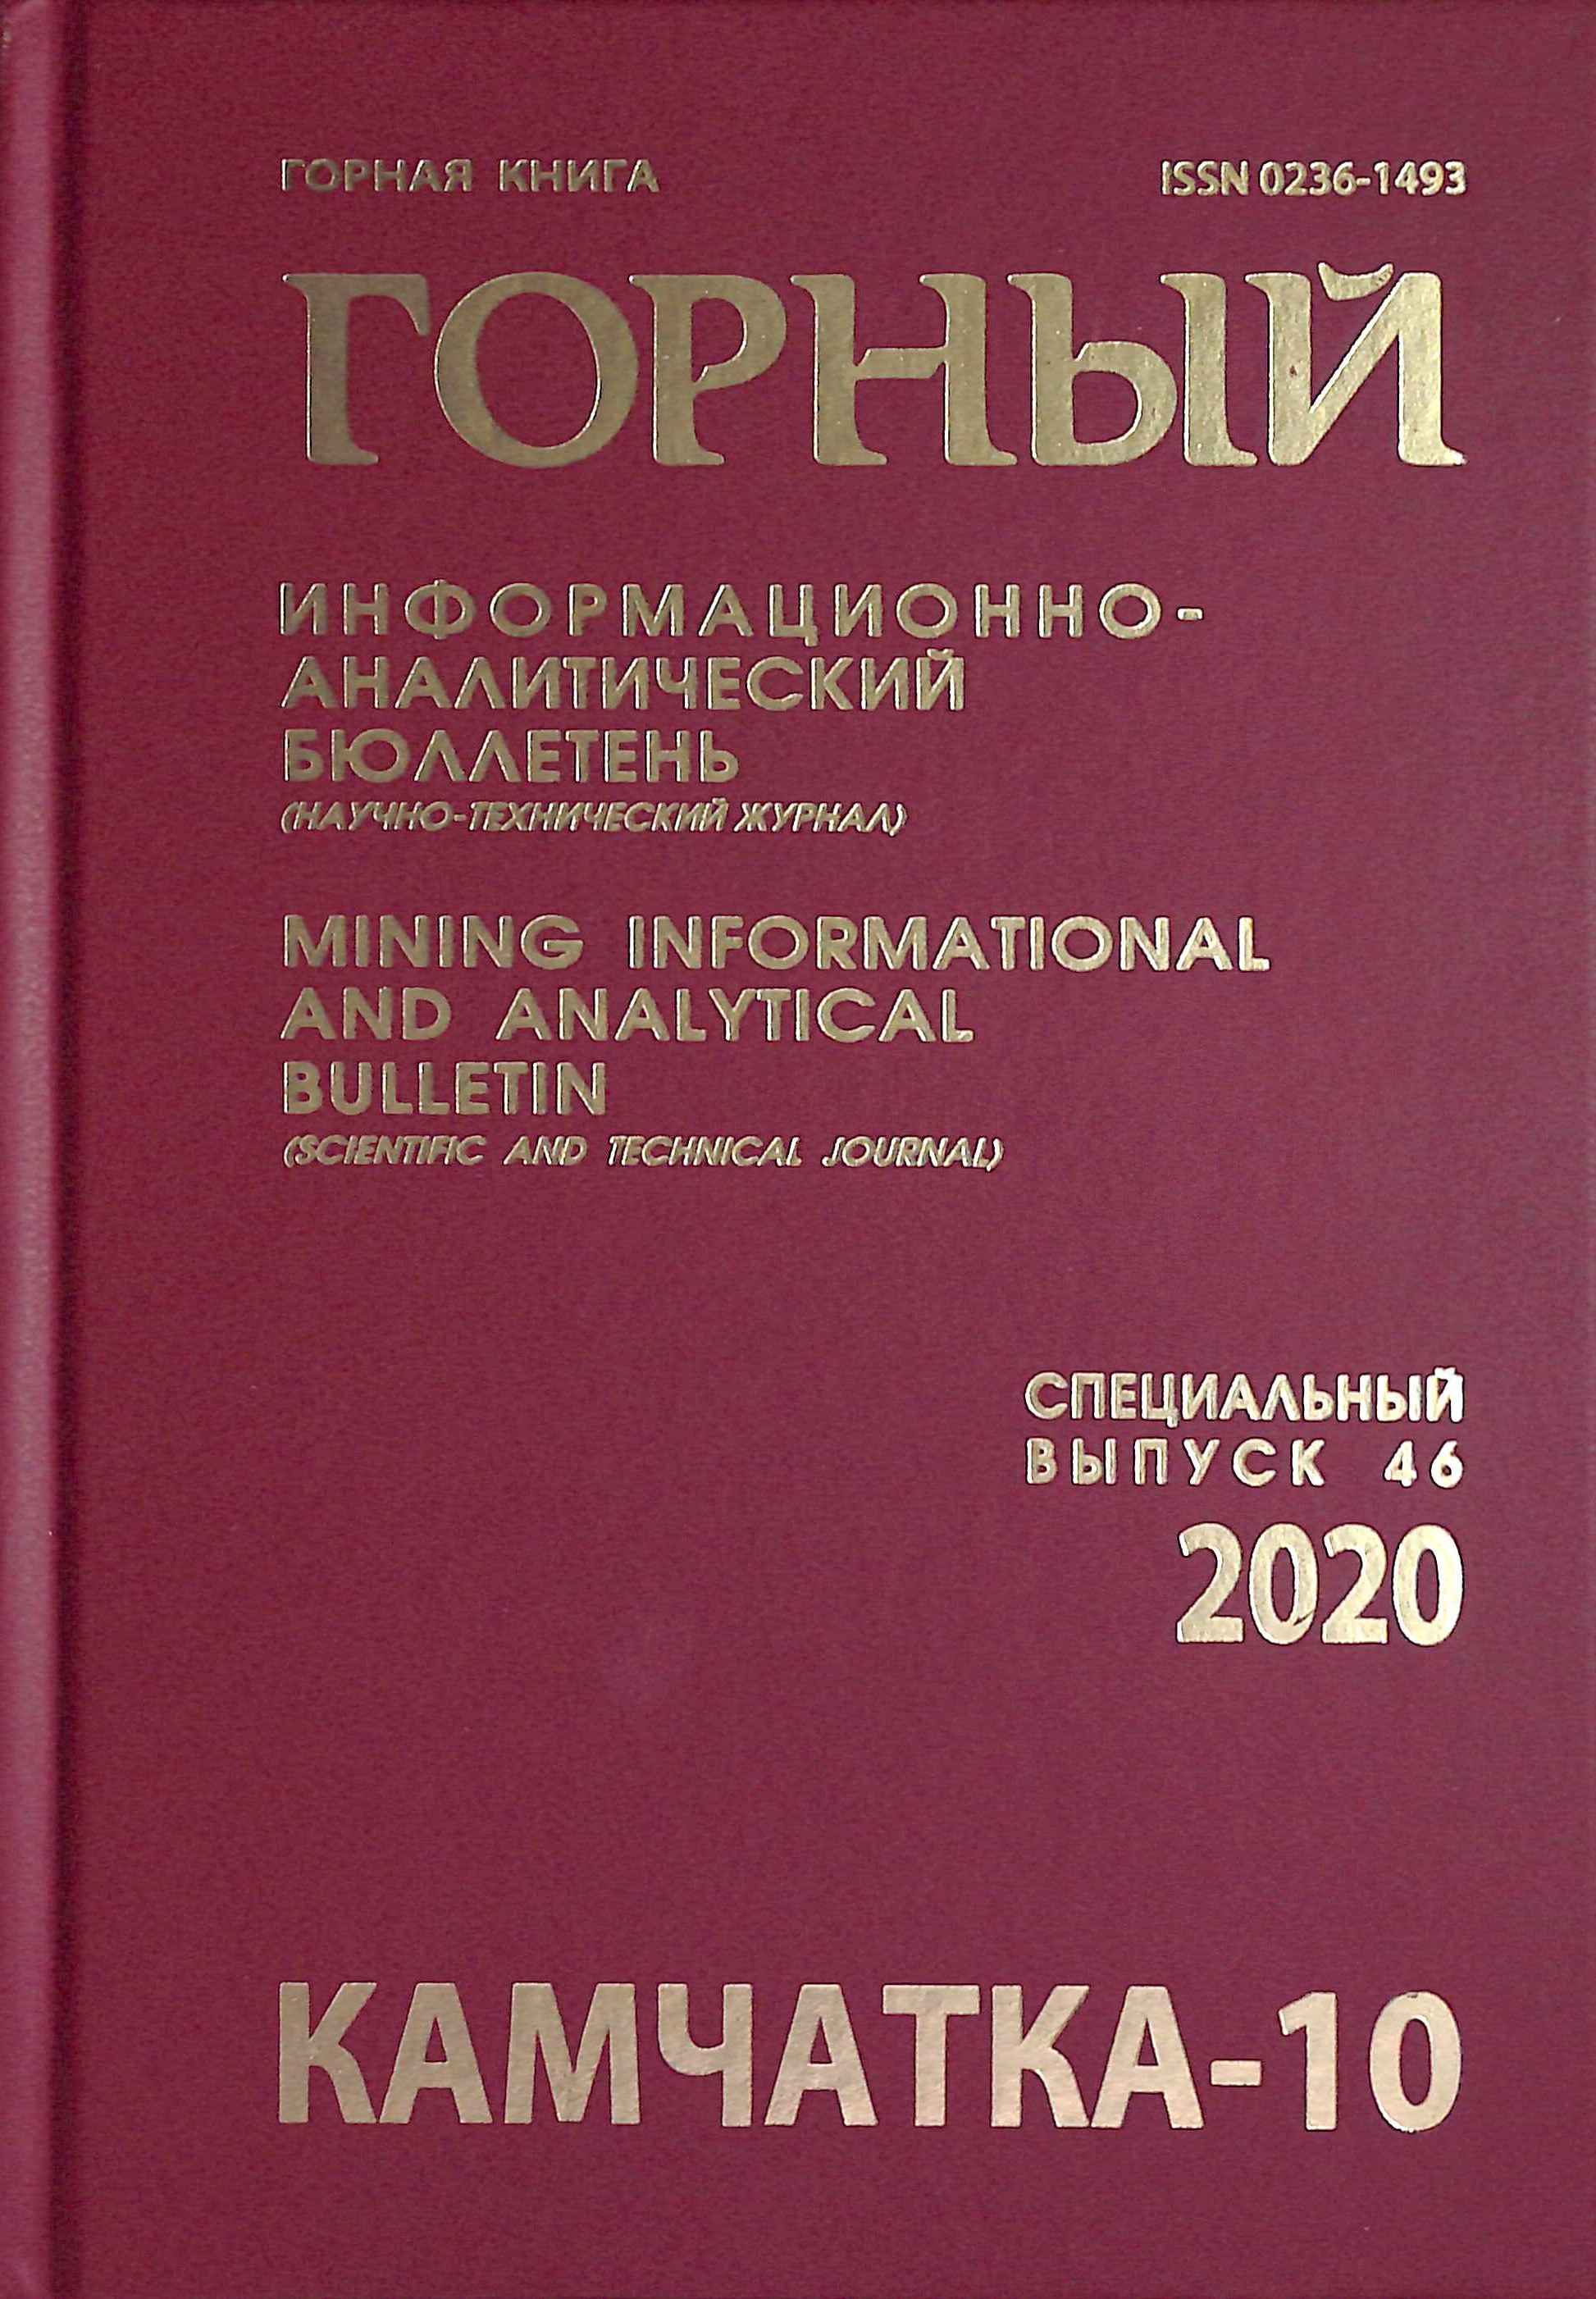 ГОРНАЯ КНИГА
ISSN 0236-1493
ГОРНЫЙ
ИНФОРМАЦИОННО-
АНАЛИТИЧЕСКИЙ
БЮЛЛЕТЕНЬ
(НАУЧНО-ТЕХНИЧЕСКИЙ ЖУРНАЛ)
MINING INFORMATIONAL
AND ANALYTICAL
BULLETIN
(SCIENTIFIC AND TECHNICAL JOURNAL)
СПЕЦИАЛЬНЫЙ
ВЫПУСК 46
2020
КАМЧАТКА-10